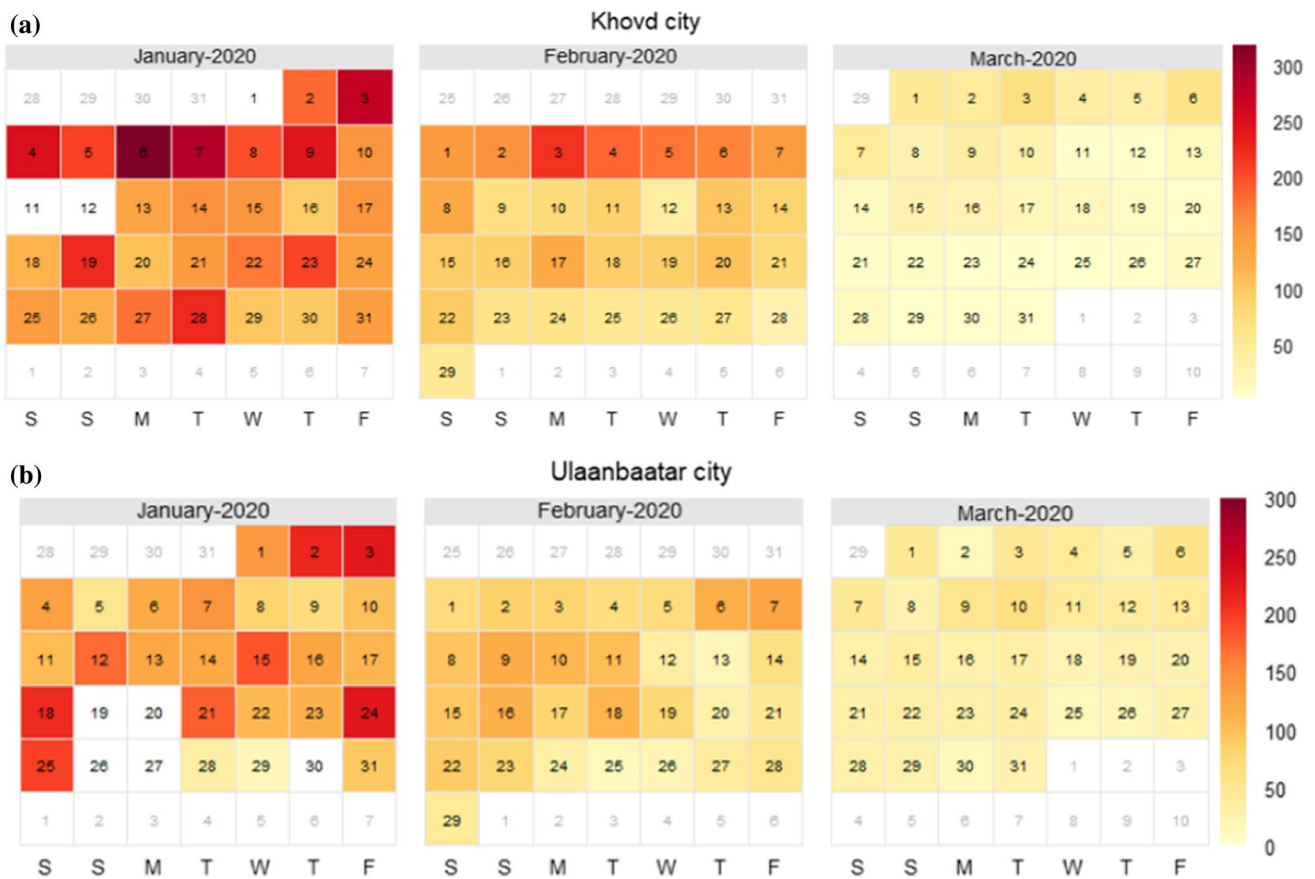 (a)
Khovd city
January-2020 February-2020 March-2020
28 29 30 31 1 2 3 25 26 27 28 29 30 31 29 1 2 3 4 5 6 300
4 5 6 7 8 9 10 1 2 3 4 5 6 7 7 8 9 10 11 12 13 250
11 12 13 14 15 16 17 8 9 10 11 12 13 14 14 15 16 17 18 19 20 200
18 19 20 21 22 23 24 15 16 17 18 19 20 21 21 22 23 24 25 26 27 150
25 26 27 28 29 30 31 22 23 24 25 26 27 28 28 29 30 31 1 2 3 100
1 2 3 4 5 6 7 29 1 2 3 4 5 6 4 5 6 7 8 9 10 50
S S M T W T F S S M T W T F S S M T W T F
(b)
Ulaanbaatar city
January-2020 February-2020 March-2020 300
28 29 30 31 1 2 3 25 26 27 28 29 30 31 29 1 2 3 4 5 6 250
4 5 6 7 8 9 10 1 2 3 4 5 6 7 7 8 9 10 11 12 13 200
11 12 13 14 15 16 17 8 9 10 11 12 13 14 14 15 16 17 18 19 20 150
18 19 20 21 22 23 24 15 16 17 18 19 20 21 21 22 23 24 25 26 27 100
25 26 27 28 29 30 31 22 23 24 25 26 27 28 28 29 30 31 1 2 3 50
1 2 3 4 5 6 7 29 1 2 3 4 5 6 4 5 6 7 8 9 10 0
S S M T W T F S S M T W T F S S M T W T F